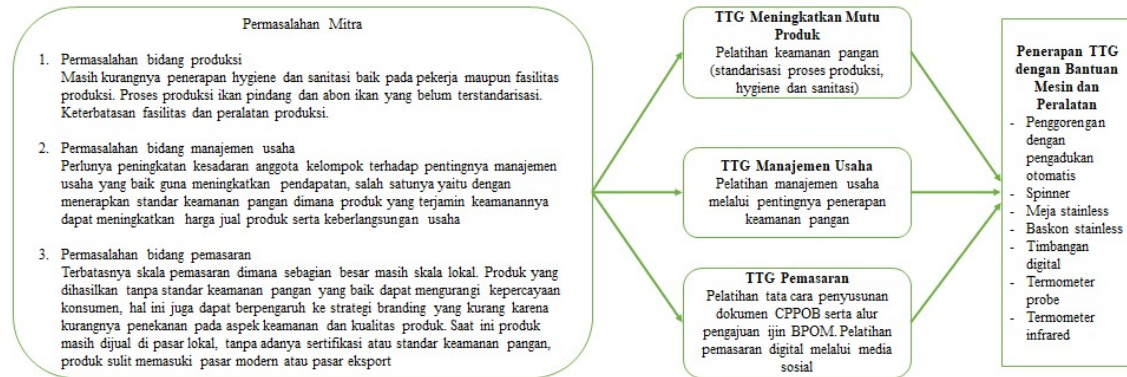 Permasalahan Mitra
1. Permasalahan bidang produksi
Masih kurangnya penerapan hygiene dan sanitasi baik pada pekerja maupun fasilitas
produksi. Proses produksi ikan pindang dan abon ikan yang belum terstandarisasi.
Keterbatasan fasilitas dan peralatan produksi.
2. Permasalahan bidang manajemen usaha
Perlunya peningkatan kesadaran anggota kelompok terhadap pentingnya manajemen
usaha yang baik guna meningkatkan pendapatan, salah satunya yaitu dengan
menerapkan standar keamanan pangan dimana produk yang terjamin keamanannya
dapat meningkatkan harga jual produk serta keberlangsungan usaha
3. Permasalahan bidang pemasaran
Terbatasnya skala pemasaran dimana sebagian besar masih skala lokal. Produk yang
dihasilkan tanpa standar keamanan pangan yang baik dapat mengurangi kepercayaan
konsumen, hal ini juga dapat berpengaruh ke strategi branding yang kurang karena
kurangnya penekanan pada aspek keamanan dan kualitas produk. Saat ini produk
masih dijual di pasar lokal, tanpa adanya sertifikasi atau standar keamanan pangan,
produk sulit memasuki pasar modern atau pasar eksport
TTG Meningkatkan Mutu
Produk
Pelatihan keamanan pangan
(standarisasi proses produksi,
hygiene dan sanitasi)
TTG Manajemen Usaha
Pelatihan manajemen usaha
melalui pentingnya penerapan
keamanan pangan
TTG Pemasaran
Pelatihan tata cara penyusunan
dokumen CPPOB serta alur
pengajuan ijin BPOM. Pelatihan
pemasaran digital melalui media
sosial
Penerapan TTG
dengan Bantuan
Mesin dan
Peralatan
- Penggorengan
dengan
pengadukan
otomatis
- Spinner
- Meja stainless
- Baskon stainless
- Timbangan
digital
- Termometer
probe
- Termometer
infrared